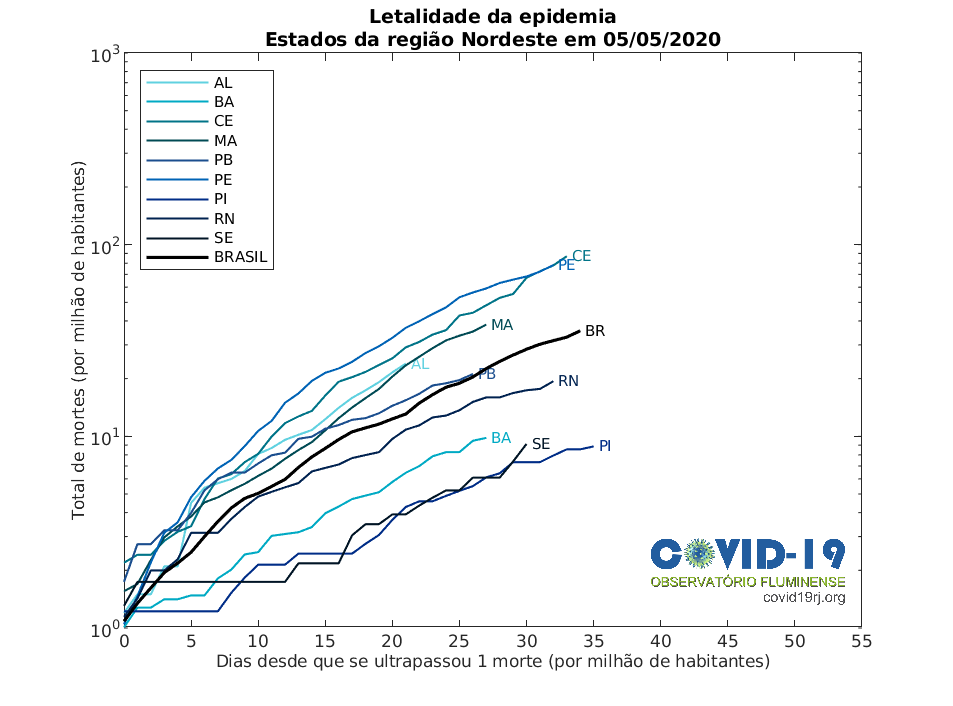 Letalidade da epidemia
Estados da região Nordeste em 05/05/2020
Total de mortes (por milhão de habitantes)
10³
10²
10¹
10⁰
AL
BA
CE
MA
PB
PE
PI
RN
SE
BRASIL
CE
PE
MA
BR
AL
PB
RN
BA
SE
PI
COVID-19
OBSERVATÓRIO FLUMINENSE
covid19rj.org
0 5 10 15 20 25 30 35 40 45 50 55
Dias desde que se ultrapassou 1 morte (por milhão de habitantes)